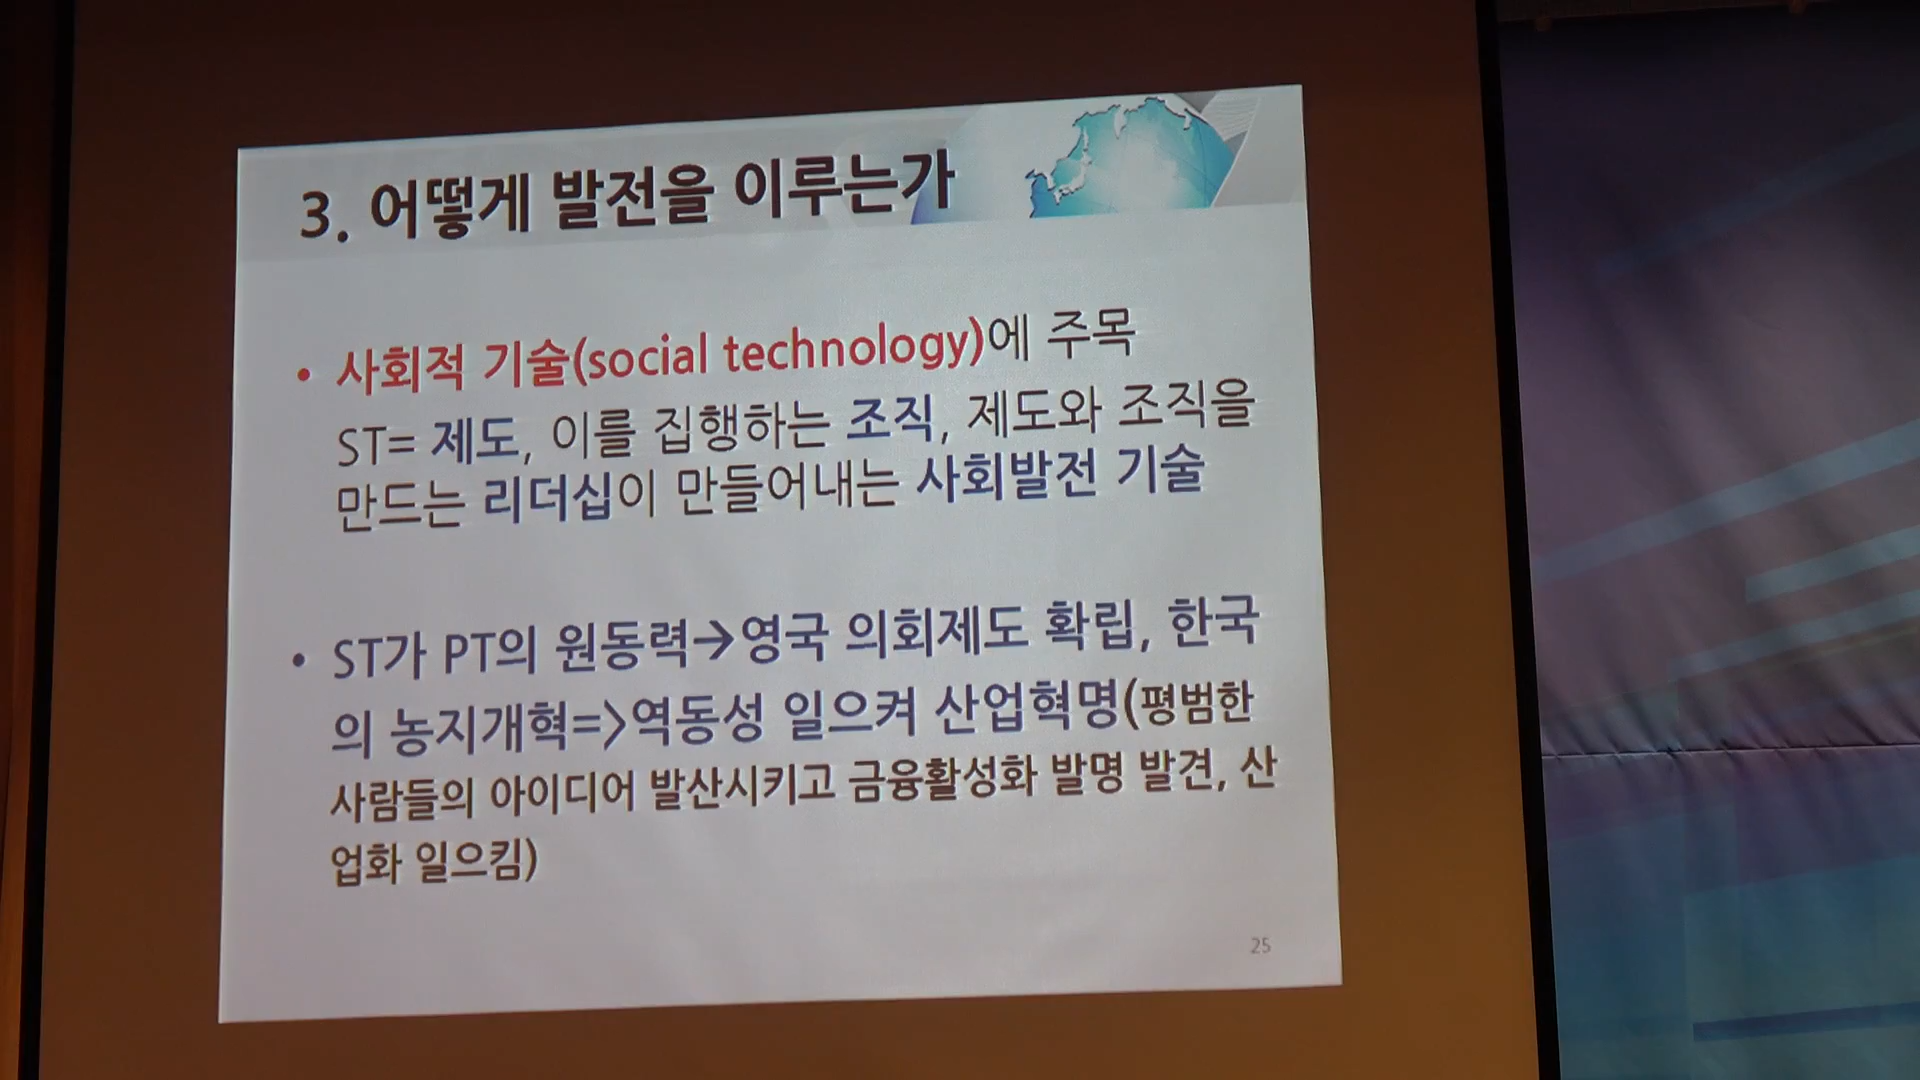 3. 어떻게 발전을 이루는가
• 사회적 기술(social technology)에 주목
ST= 제도, 이를 집행하는 조직, 제도와 조직을
만드는 리더십이 만들어내는 사회발전 기술
• ST가 PT의 원동력→영국 의회제도 확립, 한국
의 농지개혁=>역동성 일으켜 산업혁명(평범한
사람들의 아이디어 발산시키고 금융활성화 발명 발견, 산
업화 일으킴)
25